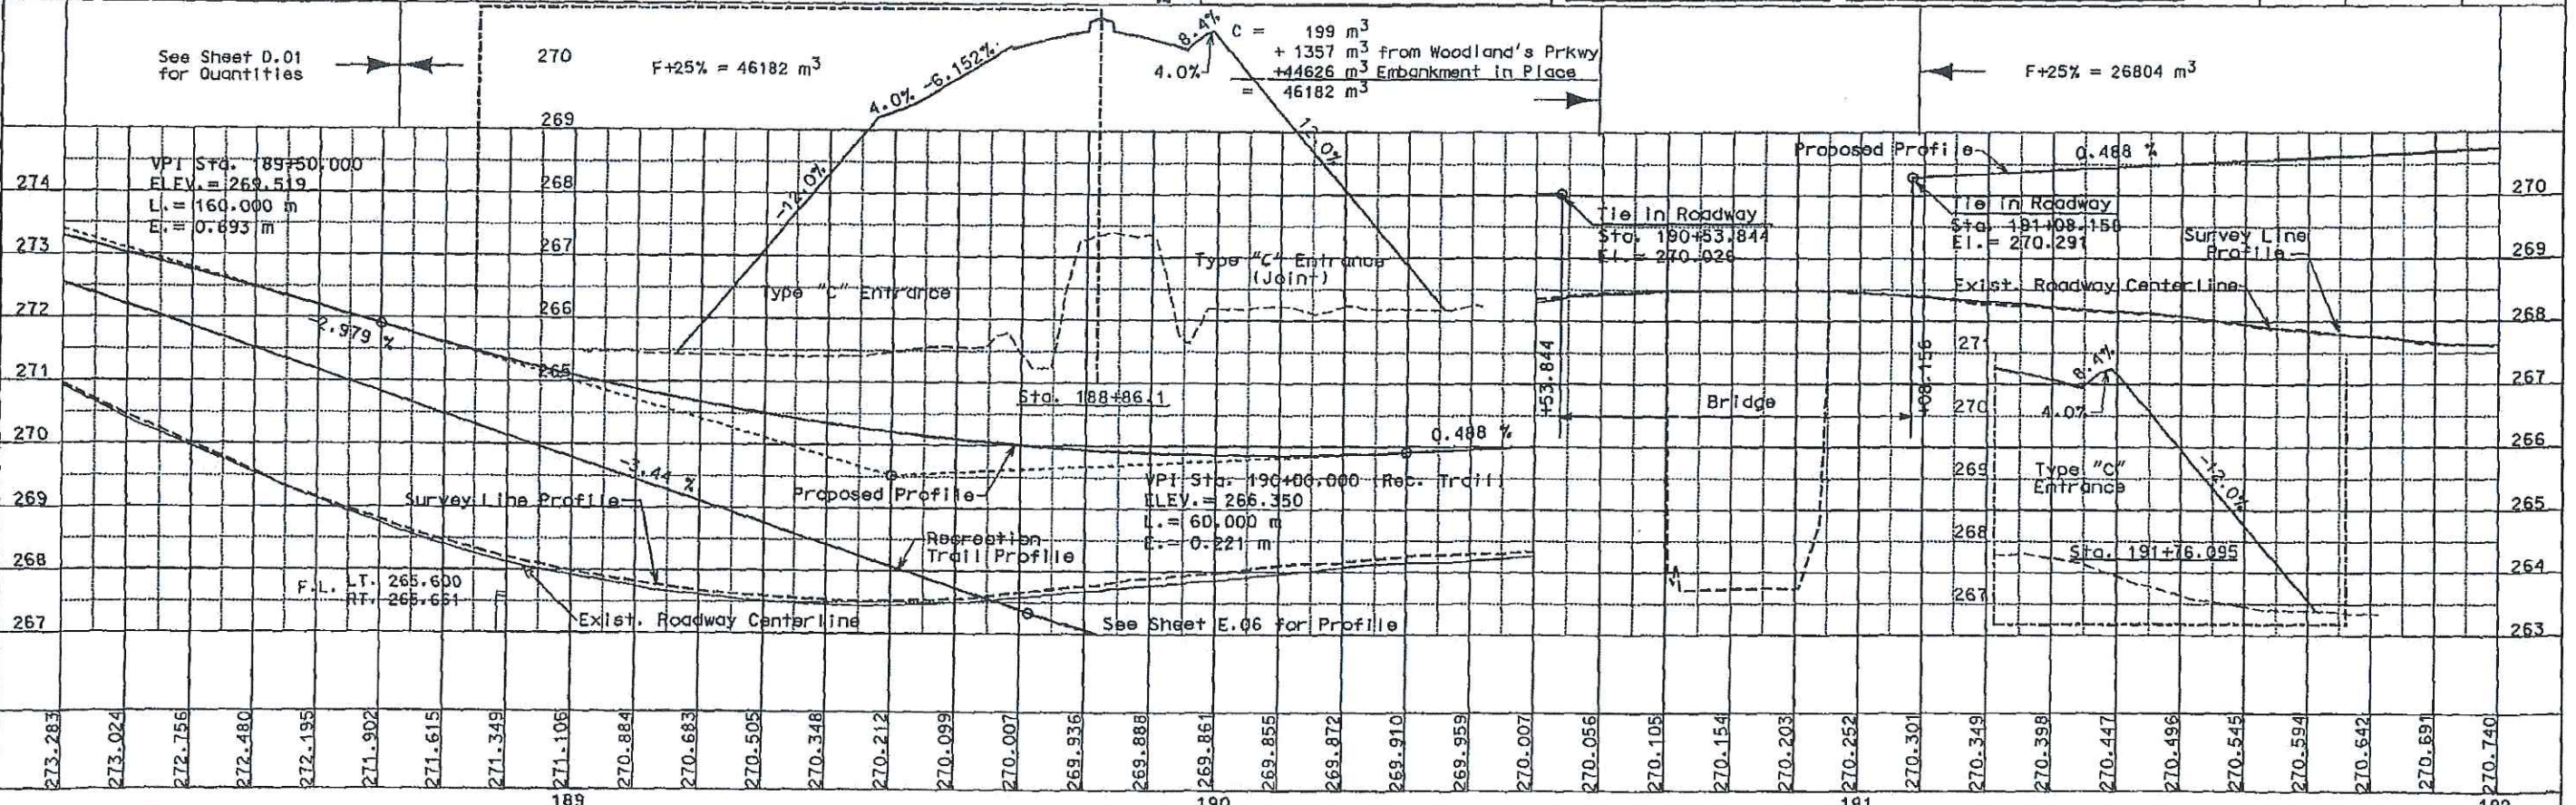 See Sheet D.01
for Quantities
270
F+25% = 46182 m³
4.0%
-6.152%
8.4%
4.0%
C = 199 m³
+ 1357 m³ from Woodland's Prkwy
+44626 m³ Embankment in Place
= 46182 m³
F+25% = 26804 m³
269
VPI Sta. 189+50.000
ELEV.= 269.519
L.= 160.000 m
E.= 0.693 m
-12.0%
12.0%
Proposed Profile
0.488 %
274
268
270
Tie in Roadway
Sta. 190+53.844
El.= 270.026
Tie in Roadway
Sta. 191+08.156
El.= 270.291
Survey Line
Profile
273
267
269
Type "C" Entrance
Type "C" Entrance
(Joint)
Exist. Roadway Centerline
272
266
268
-2.979 %
271
+53.844
+08.156
8.4%
271
265
267
Sta. 188+86.1
Bridge
270
4.0%
270
0.488 %
266
-3.44 %
Survey Line Profile
Proposed Profile
VPI Sta. 190+00.000 (Rec. Trail)
ELEV.= 266.350
L.= 60.000 m
E.= 0.221 m
269
Type "C"
Entrance
-12.0%
269
265
Recreation
Trail Profile
268
Sta. 191+76.095
268
264
F.L. LT. 265.600
RT. 265.661
267
Exist. Roadway Centerline
See Sheet E.06 for Profile
267
263
273.283
273.024
272.756
272.480
272.195
271.902
271.615
271.349
271.106
270.884
270.683
270.505
270.348
270.212
270.099
270.007
269.936
269.888
269.861
269.855
269.872
269.910
269.959
270.007
270.056
270.105
270.154
270.203
270.252
270.301
270.349
270.398
270.447
270.496
270.545
270.594
270.642
270.691
270.740
189
190
191